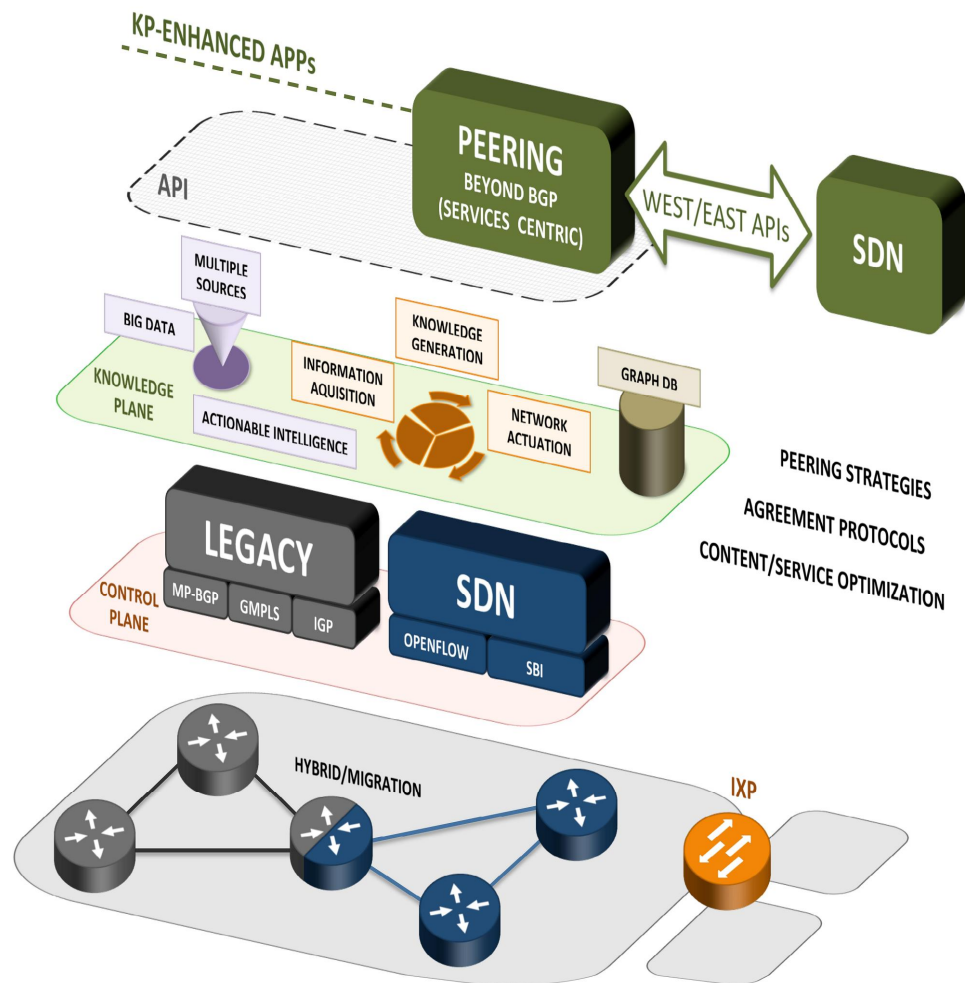 KP-ENHANCED APPs
PEERING
BEYOND BGP
(SERVICES CENTRIC)
WEST/EAST APIs
SDN
API
MULTIPLE
SOURCES
BIG DATA
KNOWLEDGE
GENERATION
INFORMATION
AQUISITION
GRAPH DB
KNOWLEDGE
PLANE
ACTIONABLE INTELLIGENCE
NETWORK
ACTUATION
PEERING STRATEGIES
AGREEMENT PROTOCOLS
CONTENT/SERVICE OPTIMIZATION
LEGACY
MP-BGP
GMPLS
IGP
SDN
OPENFLOW
SBI
CONTROL
PLANE
HYBRID/MIGRATION
IXP